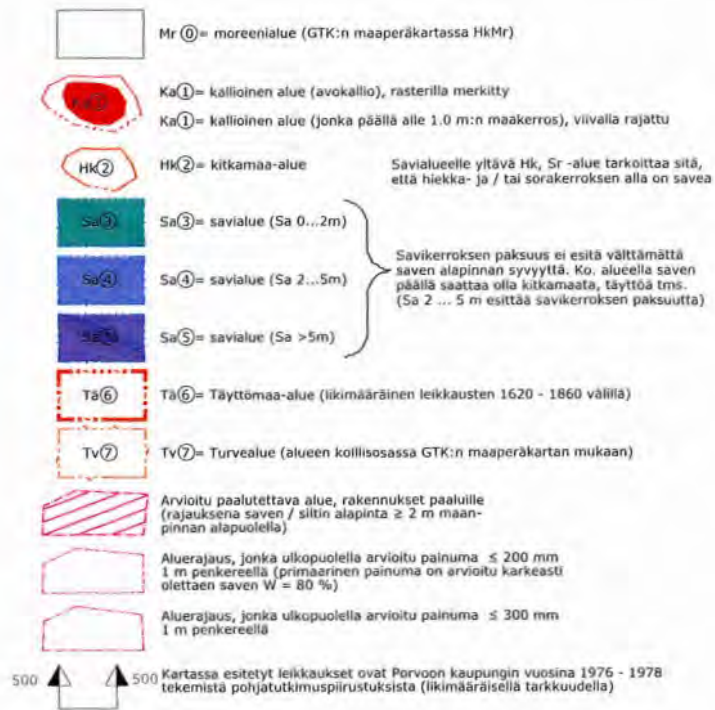 Mr⓪= moreenialue (GTK:n maaperäkartassa HkMr)
Ka①
Ka①= kallioinen alue (avokallio), rasterilla merkitty
Ka①= kallioinen alue (jonka päällä alle 1.0 m:n maakerros), viivalla rajattu
Hk②
Hk②= kitkamaa-alue
Savialueelle yltävä Hk, Sr -alue tarkoittaa sitä,
että hiekka- ja / tai sorakerroksen alla on savea
Sa③
Sa③= savialue (Sa 0...2m)
Sa④
Sa④= savialue (Sa 2...5m)
Sa⑤
Sa⑤= savialue (Sa >5m)
Savikerroksen paksuus ei esitä välttämättä
saven alapinnan syvyyttä. Ko. alueella saven
päällä saattaa olla kitkamaata, täyttöä tms.
(Sa 2 ... 5 m esittää savikerroksen paksuutta)
Tä⑥
Tä⑥= Täyttömaa-alue (likimääräinen leikkausten 1620 - 1860 välillä)
Tv⑦
Tv⑦= Turvealue (alueen koillisosassa GTK:n maaperäkartan mukaan)
Arvioitu paalutettava alue, rakennukset paaluille
(rajauksena saven / siltin alapinta ≥ 2 m maan-
pinnan alapuolella)
Aluerajaus, jonka ulkopuolella arvioitu painuma ≤ 200 mm
1 m penkereellä (primaarinen painuma on arvioitu karkeasti
olettaen saven W = 80 %)
Aluerajaus, jonka ulkopuolella arvioitu painuma ≤ 300 mm
1 m penkereellä
500 500
Kartassa esitetyt leikkaukset ovat Porvoon kaupungin vuosina 1976 - 1978
tekemistä pohjatutkimuspiirustuksista (likimääräisellä tarkkuudella)